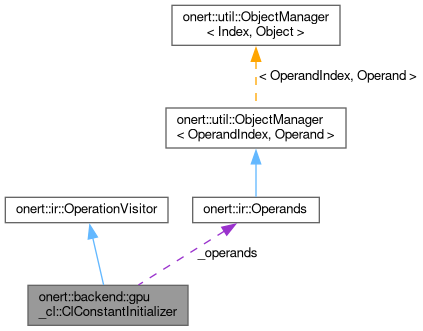 onert::util::ObjectManager
< Index, Object >
< OperandIndex, Operand >
onert::util::ObjectManager
< OperandIndex, Operand >
onert::ir::OperationVisitor
onert::ir::Operands
_operands
onert::backend::gpu
_cl::ClConstantInitializer